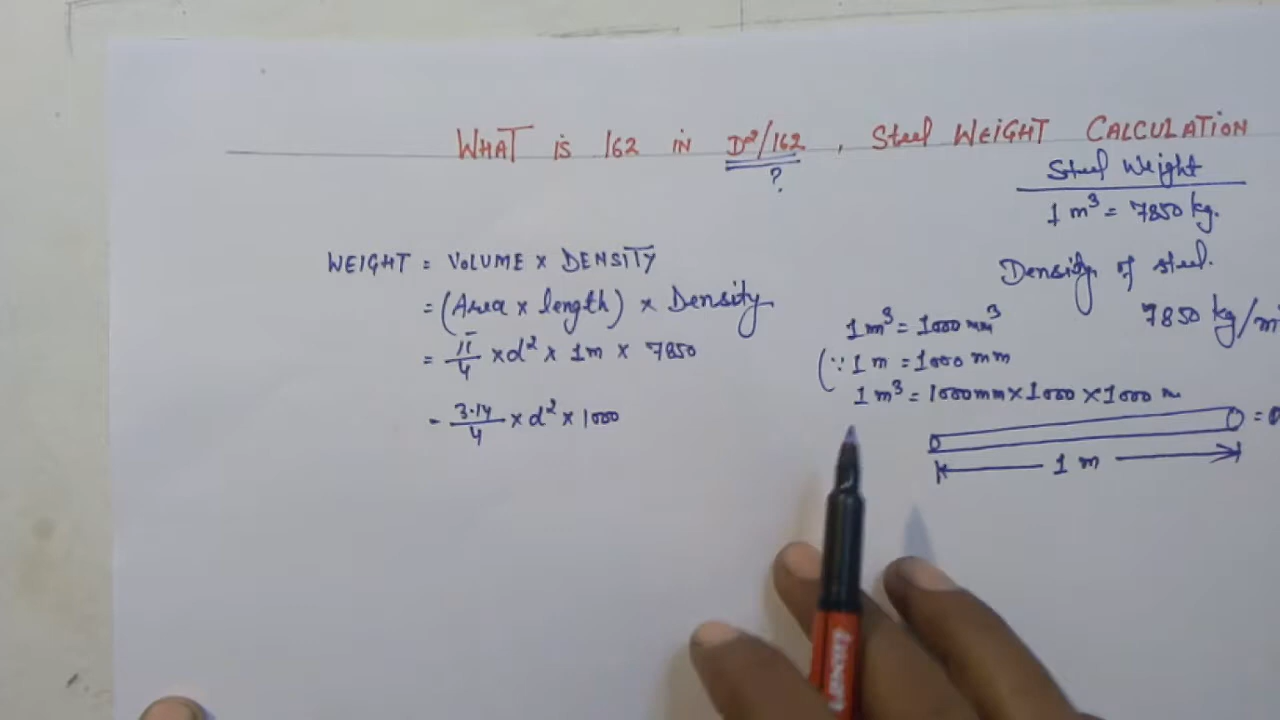 WHAT is 162 in D²/162 , Steel WEIGHT CALCULATION
?
Steel Weight
1 m³ = 7850 kg.
WEIGHT = VOLUME × DENSITY
= (Area × length) × Density
= π/4 × d² × 1m × 7850
= 3.14/4 × d² × 1000
Density of steel.
7850 kg/m³
1 m³ = 1000 mm³
(∵ 1 m = 1000 mm
1 m³ = 1000mm × 1000 × 1000 m
1 m